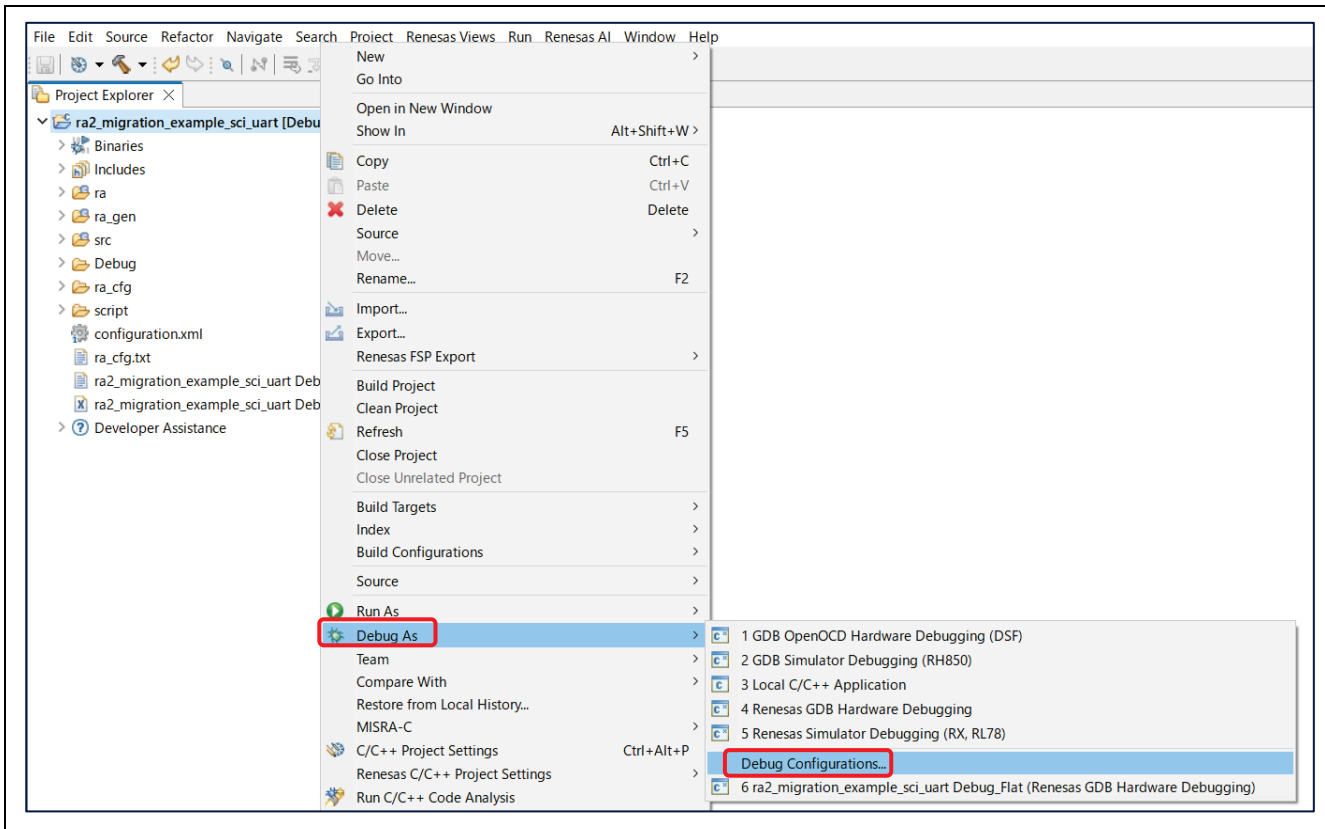 File Edit Source Refactor Navigate Search Project Renesas Views Run Renesas AI Window Help
Project Explorer
ra2_migration_example_sci_uart [Debu
Binaries
Includes
ra
ra_gen
src
Debug
ra_cfg
script
configuration.xml
ra_cfg.txt
ra2_migration_example_sci_uart Deb
ra2_migration_example_sci_uart Deb
Developer Assistance
New
Go Into
Open in New Window
Show In Alt+Shift+W
Copy Ctrl+C
Paste Ctrl+V
Delete Delete
Source
Move...
Rename... F2
Import...
Export...
Renesas FSP Export
Build Project
Clean Project
Refresh F5
Close Project
Close Unrelated Project
Build Targets
Index
Build Configurations
Source
Run As
Debug As
Team
Compare With
Restore from Local History...
MISRA-C
C/C++ Project Settings Ctrl+Alt+P
Renesas C/C++ Project Settings
Run C/C++ Code Analysis
1 GDB OpenOCD Hardware Debugging (DSF)
2 GDB Simulator Debugging (RH850)
3 Local C/C++ Application
4 Renesas GDB Hardware Debugging
5 Renesas Simulator Debugging (RX, RL78)
Debug Configurations...
6 ra2_migration_example_sci_uart Debug_Flat (Renesas GDB Hardware Debugging)